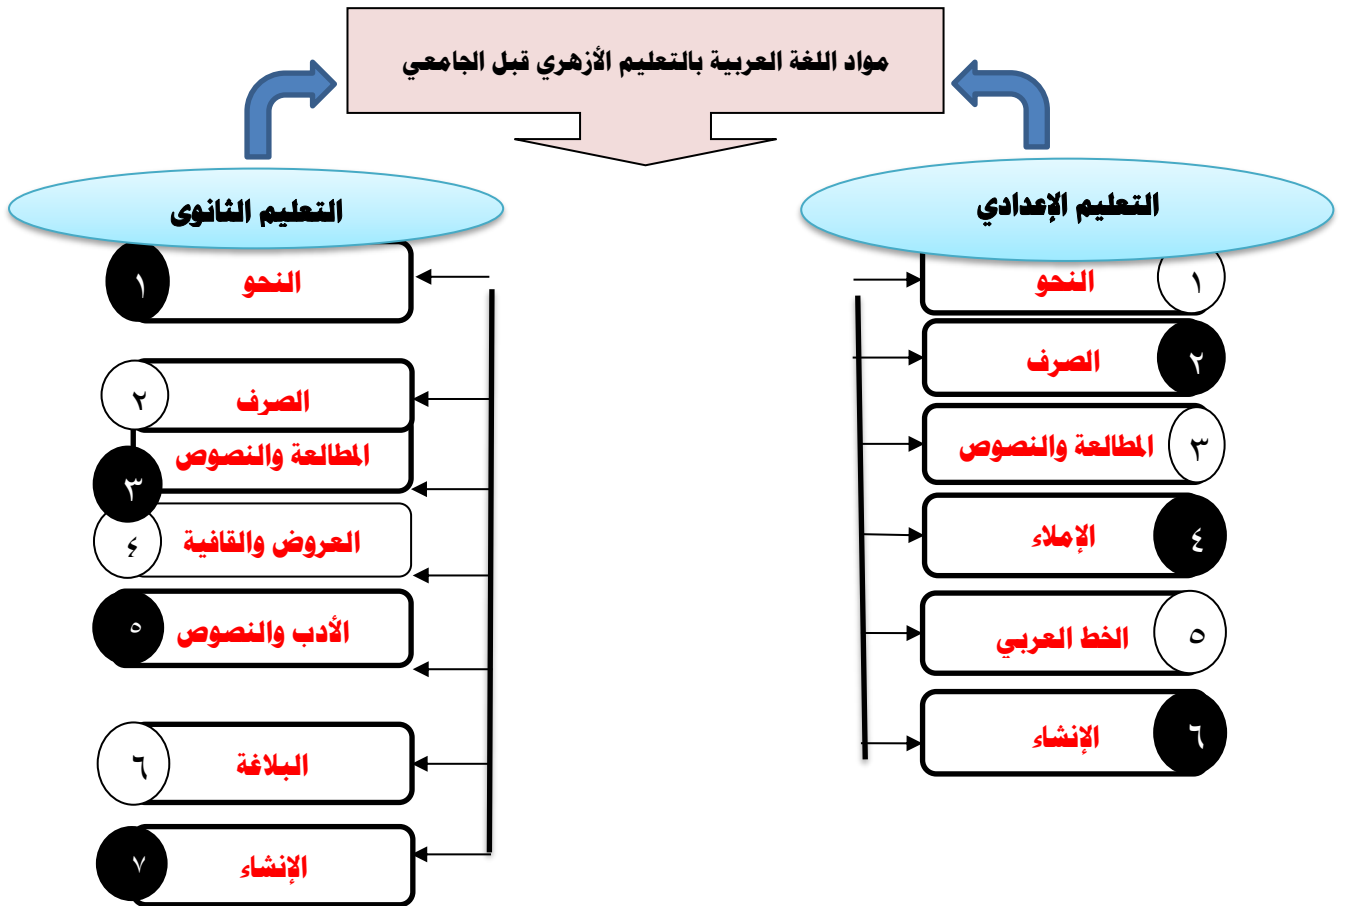 مواد اللغة العربية بالتعليم الأزهري قبل الجامعي
التعليم الإعدادي
١ النحو
٢ الصرف
٣ المطالعة والنصوص
٤ الإملاء
٥ الخط العربي
٦ الإنشاء
التعليم الثانوى
النحو ١
الصرف ٢
المطالعة والنصوص ٣
العروض والقافية ٤
الأدب والنصوص ٥
البلاغة ٦
الإنشاء ٧